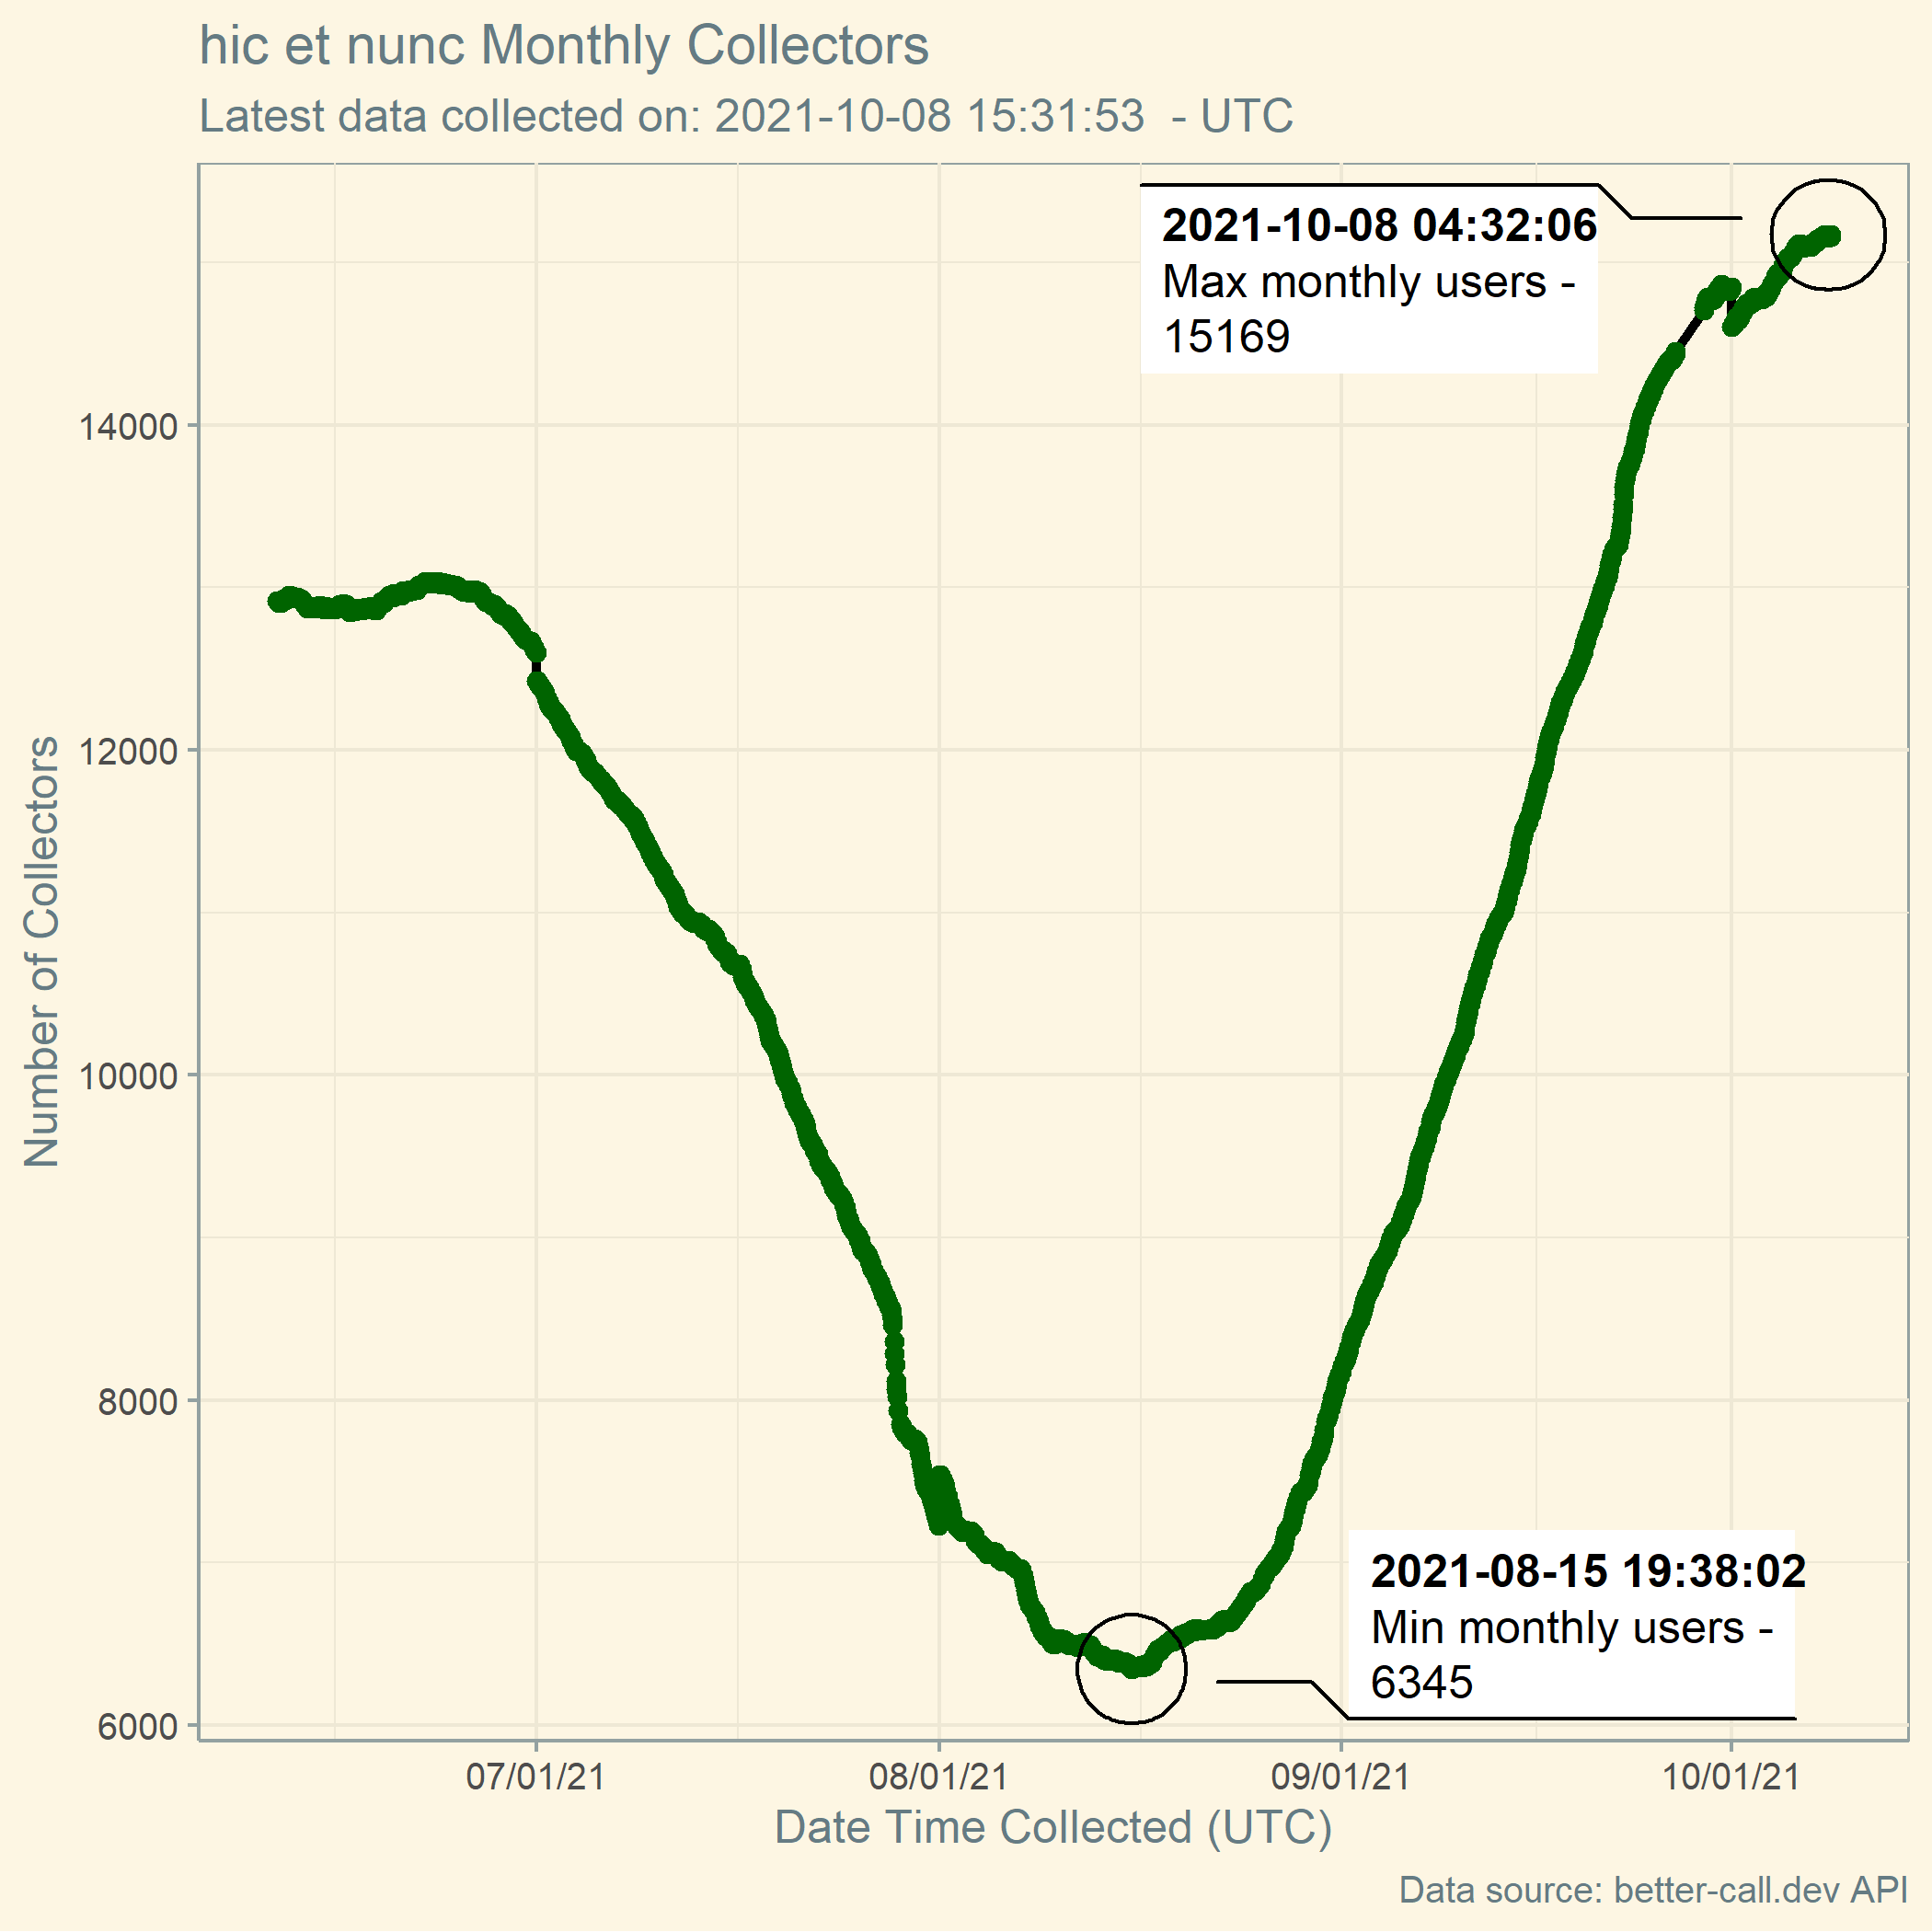 hic et nunc Monthly Collectors
Latest data collected on: 2021-10-08 15:31:53  - UTC
2021-10-08 04:32:06
Max monthly users -
15169
14000
12000
10000
8000
6000
Number of Collectors
2021-08-15 19:38:02
Min monthly users -
6345
07/01/21
08/01/21
09/01/21
10/01/21
Date Time Collected (UTC)
Data source: better-call.dev API